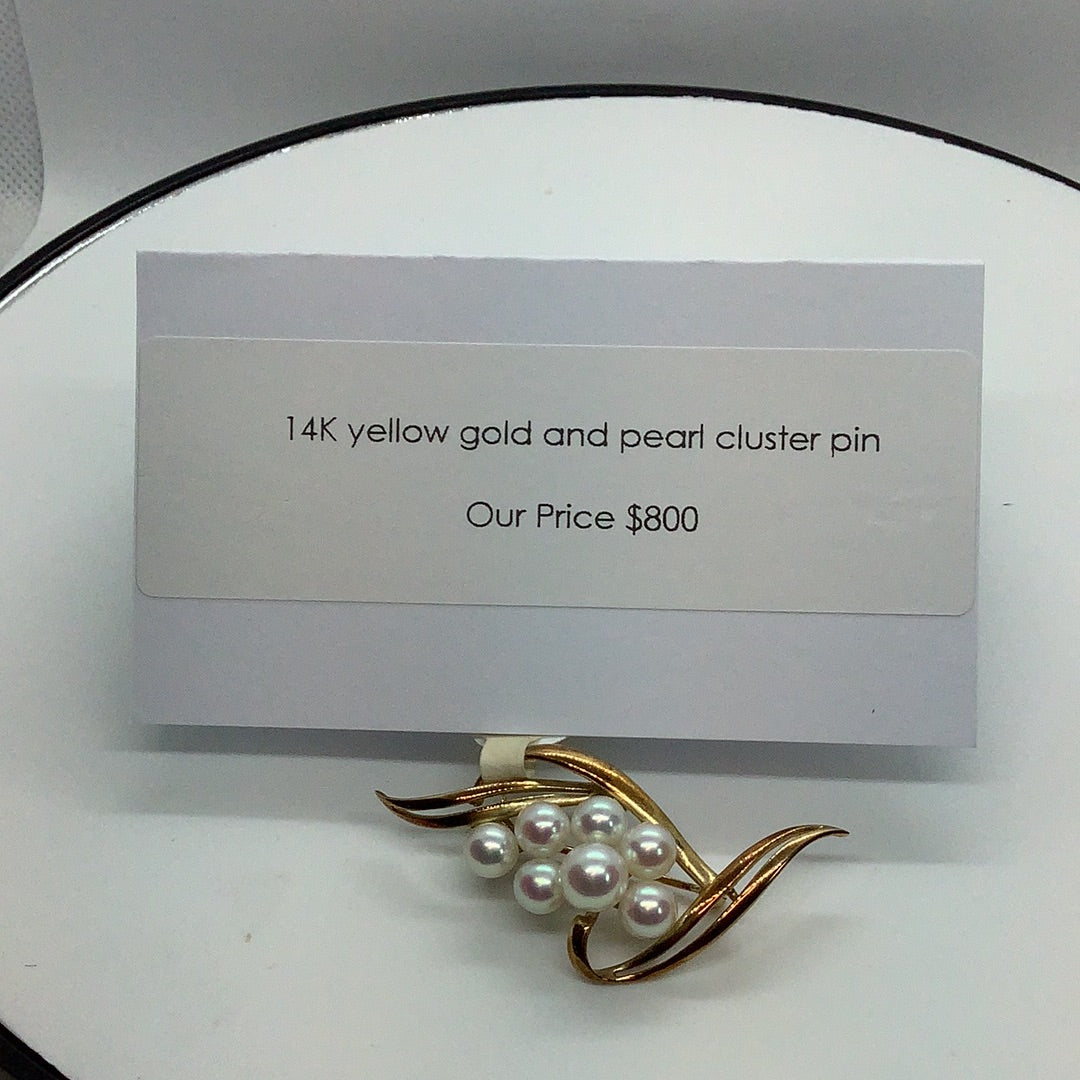 14K yellow gold and pearl cluster pin
Our Price $800